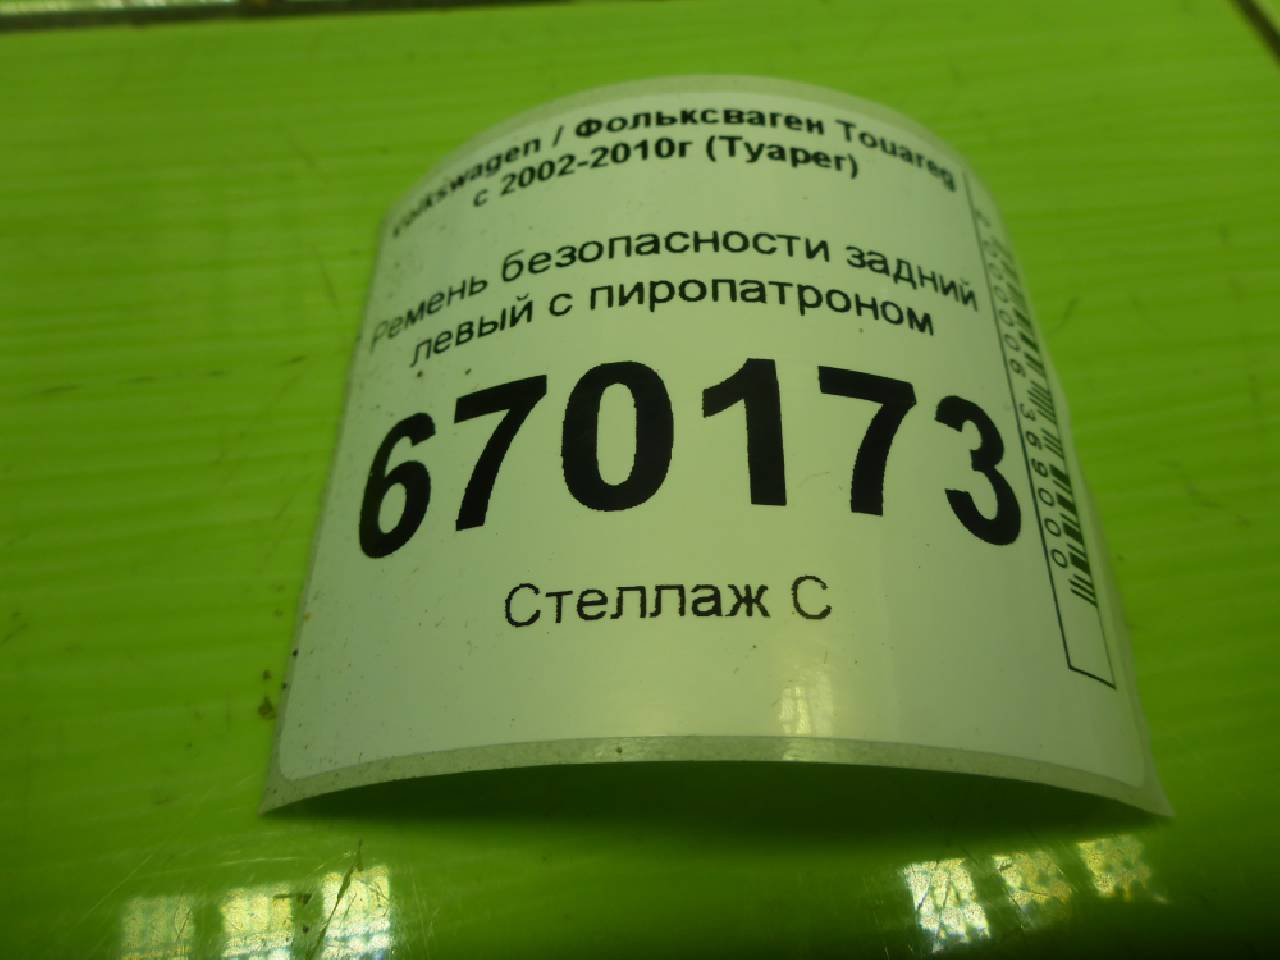 Volkswagen / Фольксваген Touareg
с 2002-2010г (Туарег)
Ремень безопасности задний
левый с пиропатроном
670173
Стеллаж С